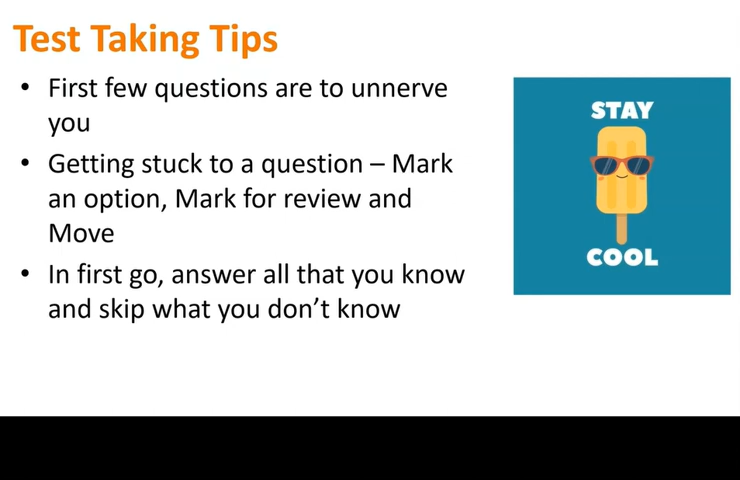 Test Taking Tips
• First few questions are to unnerve
you
• Getting stuck to a question – Mark
an option, Mark for review and
Move
• In first go, answer all that you know
and skip what you don’t know
STAY
COOL